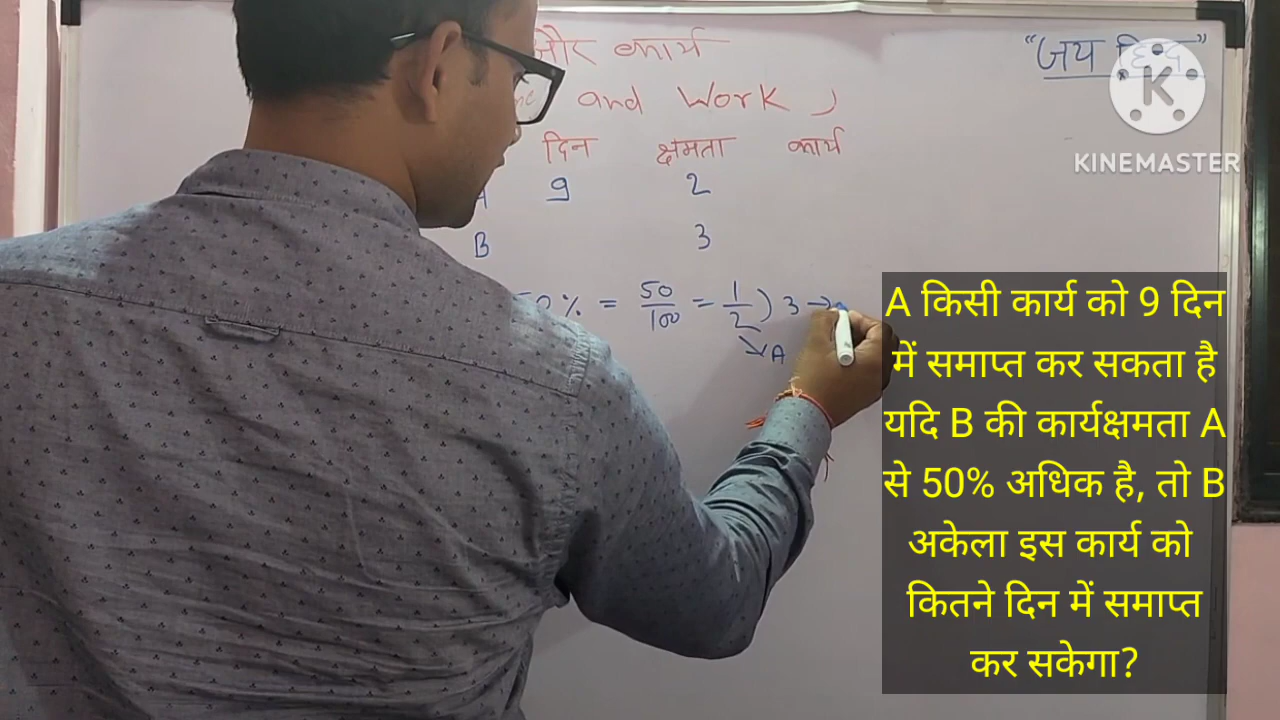 और कार्य
"जय हिन्द"
and Work )
K
KINEMASTER
दिन क्षमता कार्य
A 9 2
B 3
50% = 50/100 = 1/2 ) 3 →
→ A
A किसी कार्य को 9 दिन
में समाप्त कर सकता है
यदि B की कार्यक्षमता A
से 50% अधिक है, तो B
अकेला इस कार्य को
कितने दिन में समाप्त
कर सकेगा?